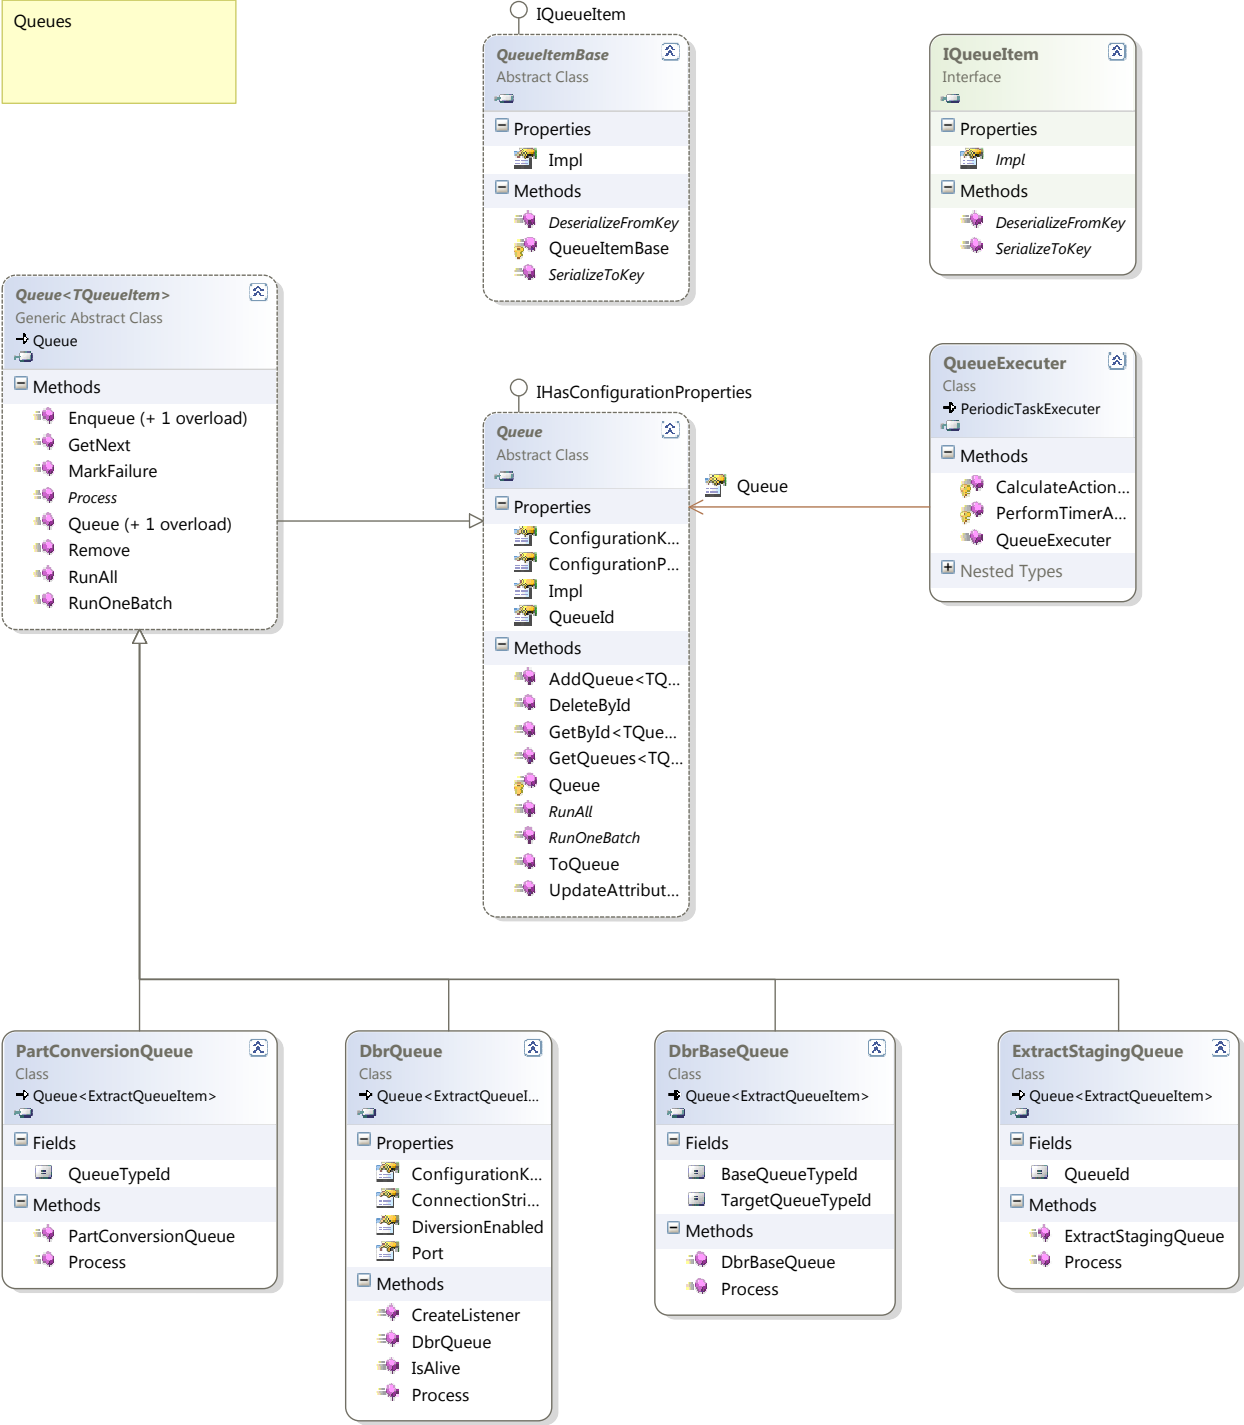 Queues
IQueueItem
QueueItemBase
Abstract Class
Properties
Impl
Methods
DeserializeFromKey
QueueItemBase
SerializeToKey
IQueueItem
Interface
Properties
Impl
Methods
DeserializeFromKey
SerializeToKey
Queue<TQueueItem>
Generic Abstract Class
Queue
Methods
Enqueue (+ 1 overload)
GetNext
MarkFailure
Process
Queue (+ 1 overload)
Remove
RunAll
RunOneBatch
IHasConfigurationProperties
Queue
Abstract Class
Properties
ConfigurationK...
ConfigurationP...
Impl
QueueId
Methods
AddQueue<TQ...
DeleteById
GetById<TQue...
GetQueues<TQ...
Queue
RunAll
RunOneBatch
ToQueue
UpdateAttribut...
Queue
QueueExecuter
Class
PeriodicTaskExecuter
Methods
CalculateAction...
PerformTimerA...
QueueExecuter
Nested Types
PartConversionQueue
Class
Queue<ExtractQueueItem>
Fields
QueueTypeId
Methods
PartConversionQueue
Process
DbrQueue
Class
Queue<ExtractQueueI...
Properties
ConfigurationK...
ConnectionStri...
DiversionEnabled
Port
Methods
CreateListener
DbrQueue
IsAlive
Process
DbrBaseQueue
Class
Queue<ExtractQueueItem>
Fields
BaseQueueTypeId
TargetQueueTypeId
Methods
DbrBaseQueue
Process
ExtractStagingQueue
Class
Queue<ExtractQueueItem>
Fields
QueueId
Methods
ExtractStagingQueue
Process